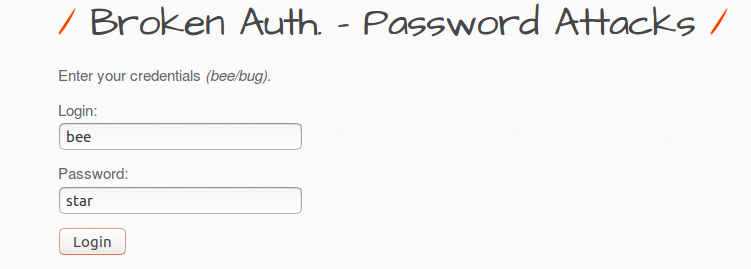 / Broken Auth. - Password Attacks /
Enter your credentials (bee/bug).
Login:
bee
Password:
star
Login